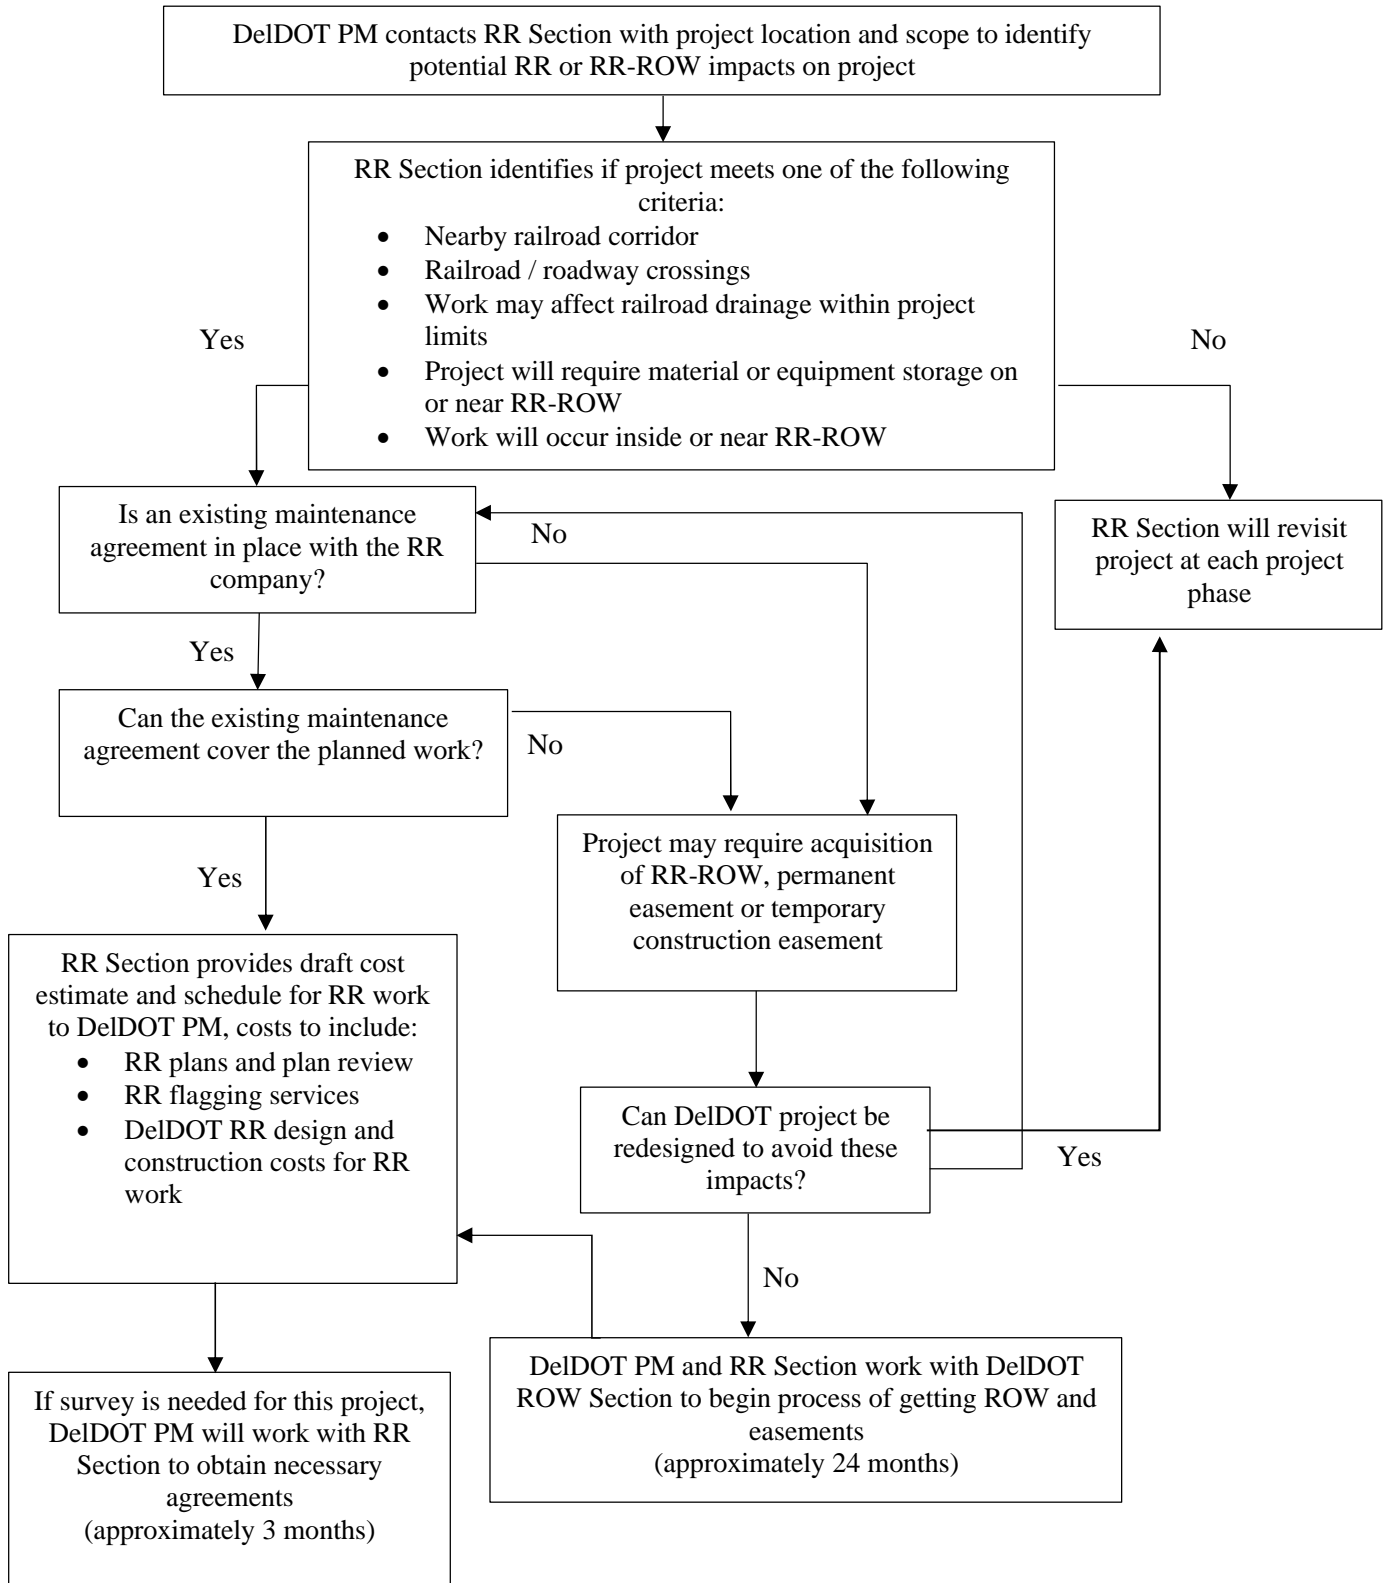 DelDOT PM contacts RR Section with project location and scope to identify
potential RR or RR-ROW impacts on project
RR Section identifies if project meets one of the following
criteria:
• Nearby railroad corridor
• Railroad / roadway crossings
• Work may affect railroad drainage within project
limits
• Project will require material or equipment storage on
or near RR-ROW
• Work will occur inside or near RR-ROW
Yes
No
Is an existing maintenance
agreement in place with the RR
company?
No
RR Section will revisit
project at each project
phase
Yes
Can the existing maintenance
agreement cover the planned work?
No
Project may require acquisition
of RR-ROW, permanent
easement or temporary
construction easement
Yes
RR Section provides draft cost
estimate and schedule for RR work
to DelDOT PM, costs to include:
• RR plans and plan review
• RR flagging services
• DelDOT RR design and
construction costs for RR
work
Can DelDOT project be
redesigned to avoid these
impacts?
Yes
No
DelDOT PM and RR Section work with DelDOT
ROW Section to begin process of getting ROW and
easements
(approximately 24 months)
If survey is needed for this project,
DelDOT PM will work with RR
Section to obtain necessary
agreements
(approximately 3 months)